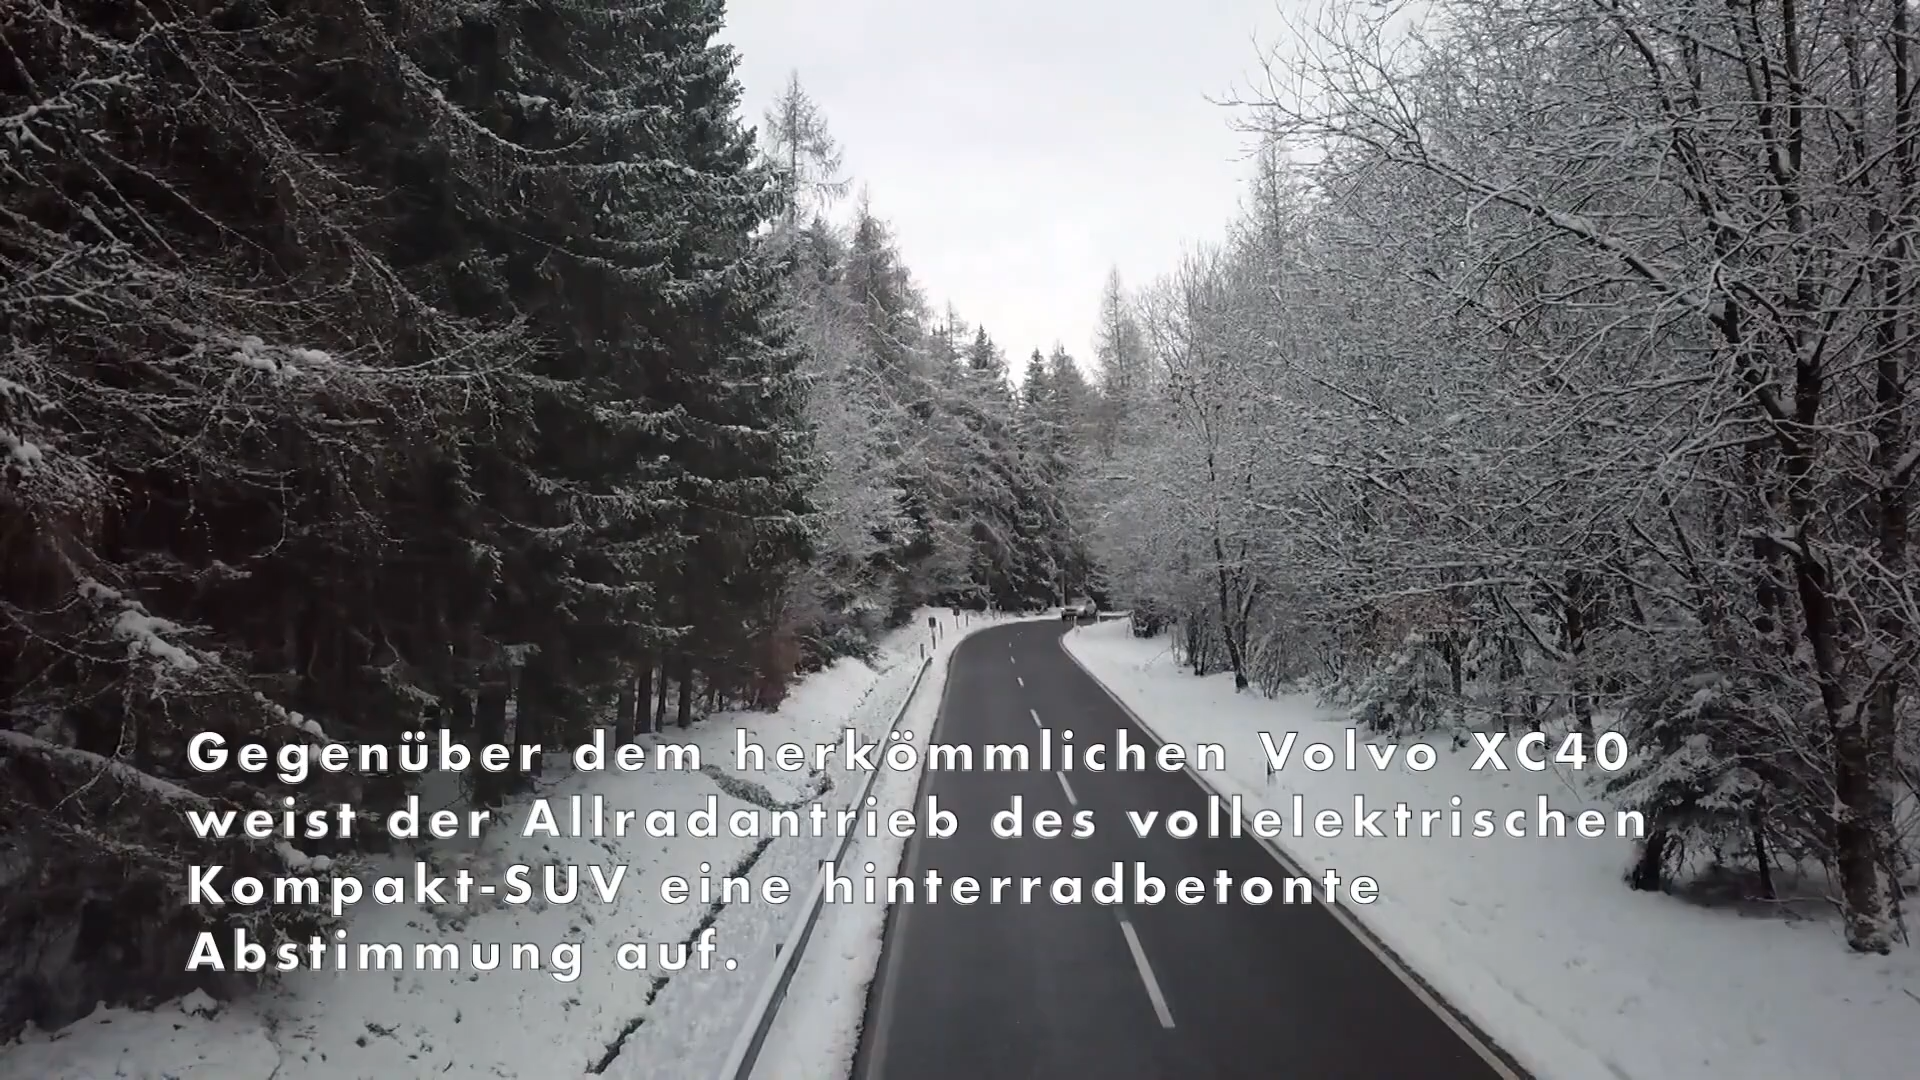 Gegenüber dem herkömmlichen Volvo XC40
weist der Allradantrieb des vollelektrischen
Kompakt-SUV eine hinterradbetonte
Abstimmung auf.